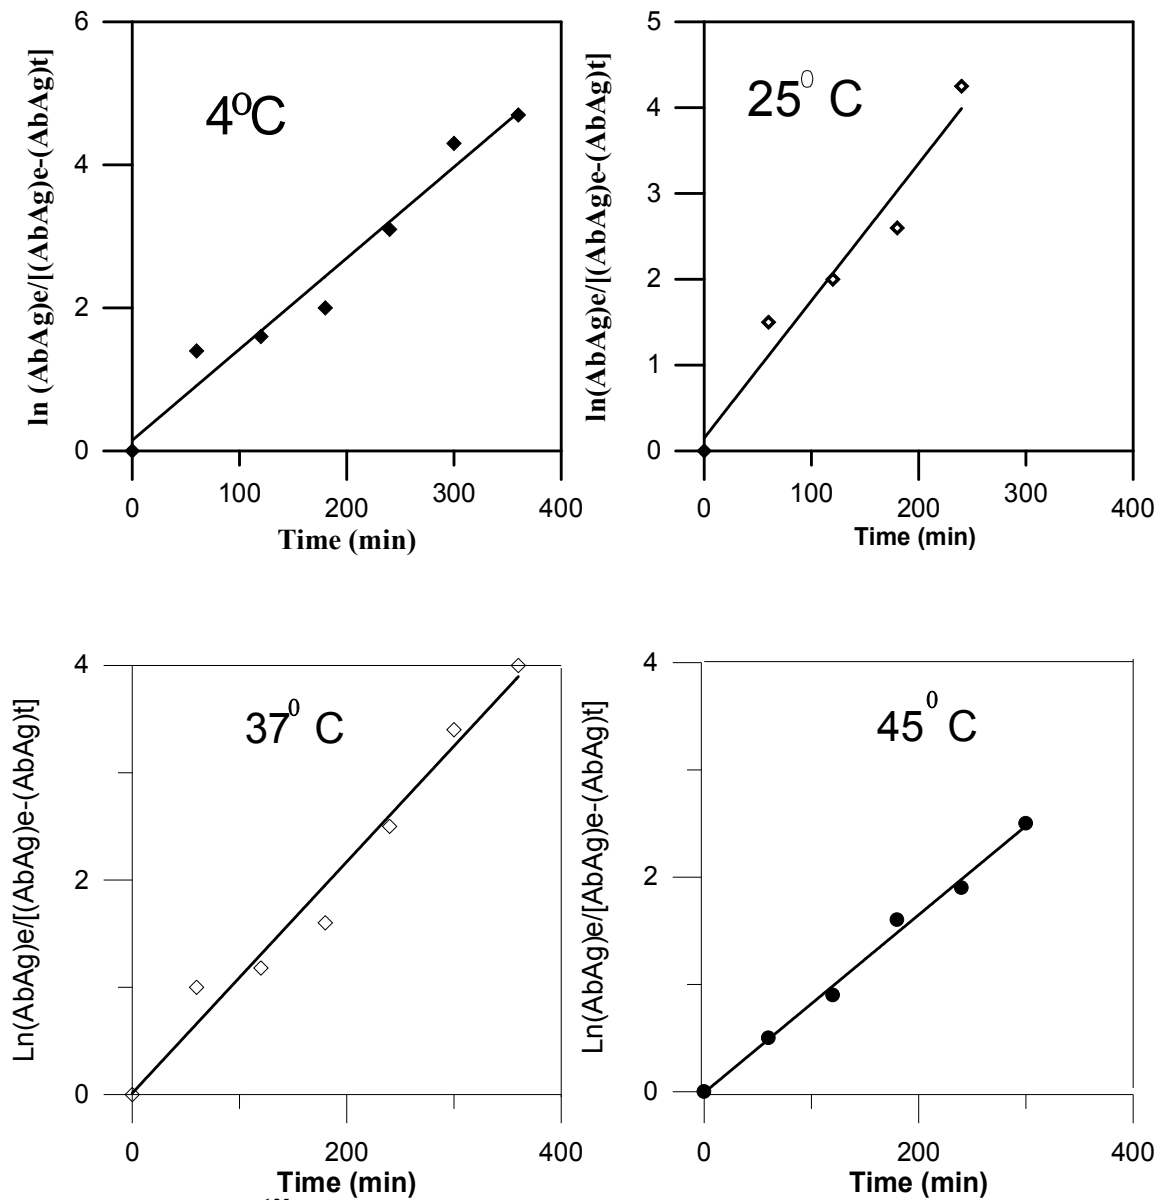 6
5
4
4
3
2
2
1
0
0
ln (AbAg)e/[(AbAg)e-(AbAg)t]
ln(AbAg)e/[(AbAg)e-(AbAg)t]
4⁰C
25⁰ C
0
100
200
300
400
0
100
200
300
400
Time (min)
Time (min)
4
4
2
2
0
0
Ln(AbAg)e/[(AbAg)e-(AbAg)t]
Ln(AbAg)e/[AbAg)e-(AbAg)t]
37⁰ C
45⁰ C
0
200
400
0
200
400
Time (min)
Time (min)